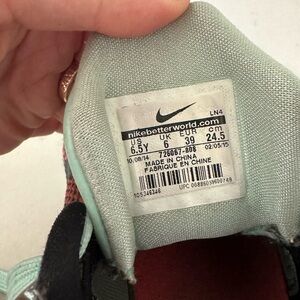 LN4
nikebetterworld.com
US UK EUR cm
6.5Y 6 39 24.5
10/08/14 725067-808 02/05/15
MADE IN CHINA
FABRIQUE EN CHINE